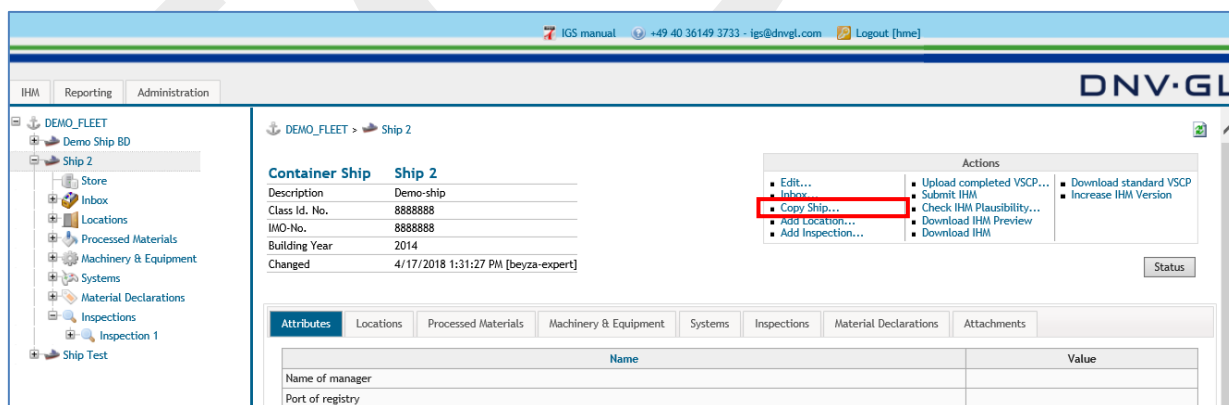 IGS manual +49 40 36149 3733 - igs@dnvgl.com Logout [hme]
DNV·GL
IHM Reporting Administration
DEMO_FLEET
Demo Ship BD
Ship 2
Store
Inbox
Locations
Processed Materials
Machinery & Equipment
Systems
Material Declarations
Inspections
Inspection 1
Ship Test
DEMO_FLEET > Ship 2
Container Ship Ship 2
Description Demo-ship
Class Id. No. 8888888
IMO-No. 8888888
Building Year 2014
Changed 4/17/2018 1:31:27 PM [beyza-expert]
Actions
Edit...
Inbox...
Copy Ship...
Add Location...
Add Inspection...
Upload completed VSCP...
Submit IHM
Check IHM Plausibility...
Download IHM Preview
Download IHM
Download standard VSCP
Increase IHM Version
Status
Attributes Locations Processed Materials Machinery & Equipment Systems Inspections Material Declarations Attachments
Name Value
Name of manager
Port of registry